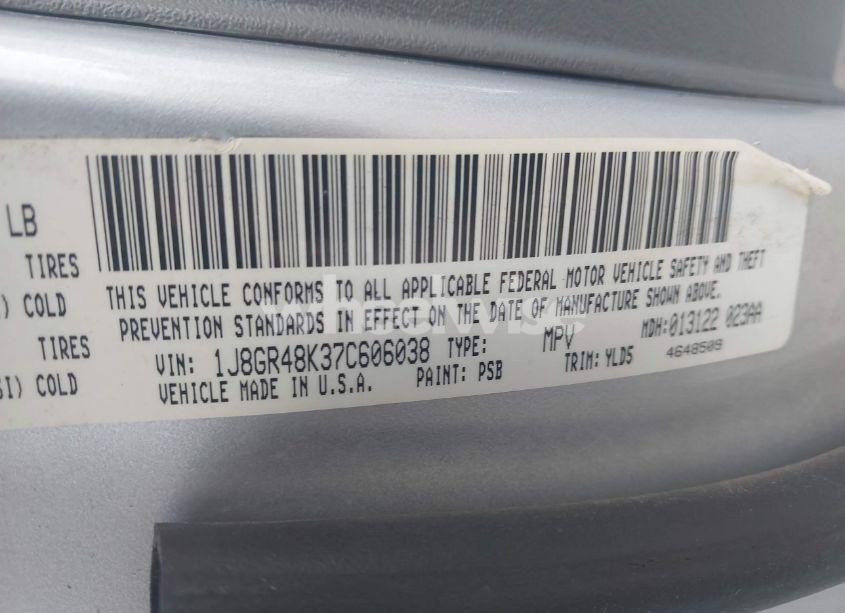 LB
TIRES
) COLD
TIRES
SI) COLD
THIS VEHICLE CONFORMS TO ALL APPLICABLE FEDERAL MOTOR VEHICLE SAFETY AND THEFT
PREVENTION STANDARDS IN EFFECT ON THE DATE OF MANUFACTURE SHOWN ABOVE.
MDH: 013122 023AA
VIN: 1J8GR48K37C606038 TYPE: MPV
4648509
VEHICLE MADE IN U.S.A. PAINT: PSB TRIM: YLD5
wheelwise